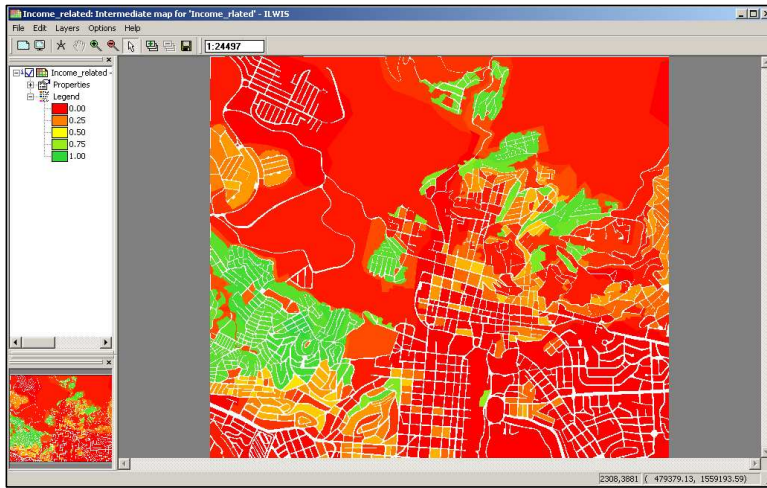 Income_related: Intermediate map for 'Income_rlated' - ILWIS
File Edit Layers Options Help
1:24497
Income_related -
Properties
Legend
0.00
0.25
0.50
0.75
1.00
2308,3881 ( 479379.13, 1559193.59)